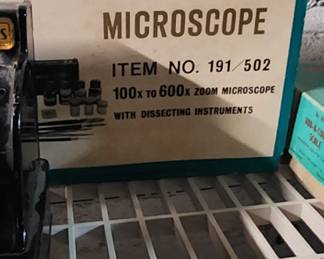 MICROSCOPE
ITEM NO. 191/502
100x TO 600x ZOOM MICROSCOPE
WITH DISSECTING INSTRUMENTS